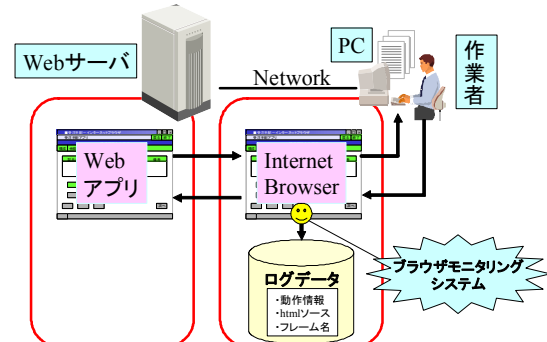 Webサーバ
PC
作
業
者
Network
Web
アプリ
Internet
Browser
ログデータ
・動作情報
・htmlソース
・フレーム名
ブラウザモニタリング
システム